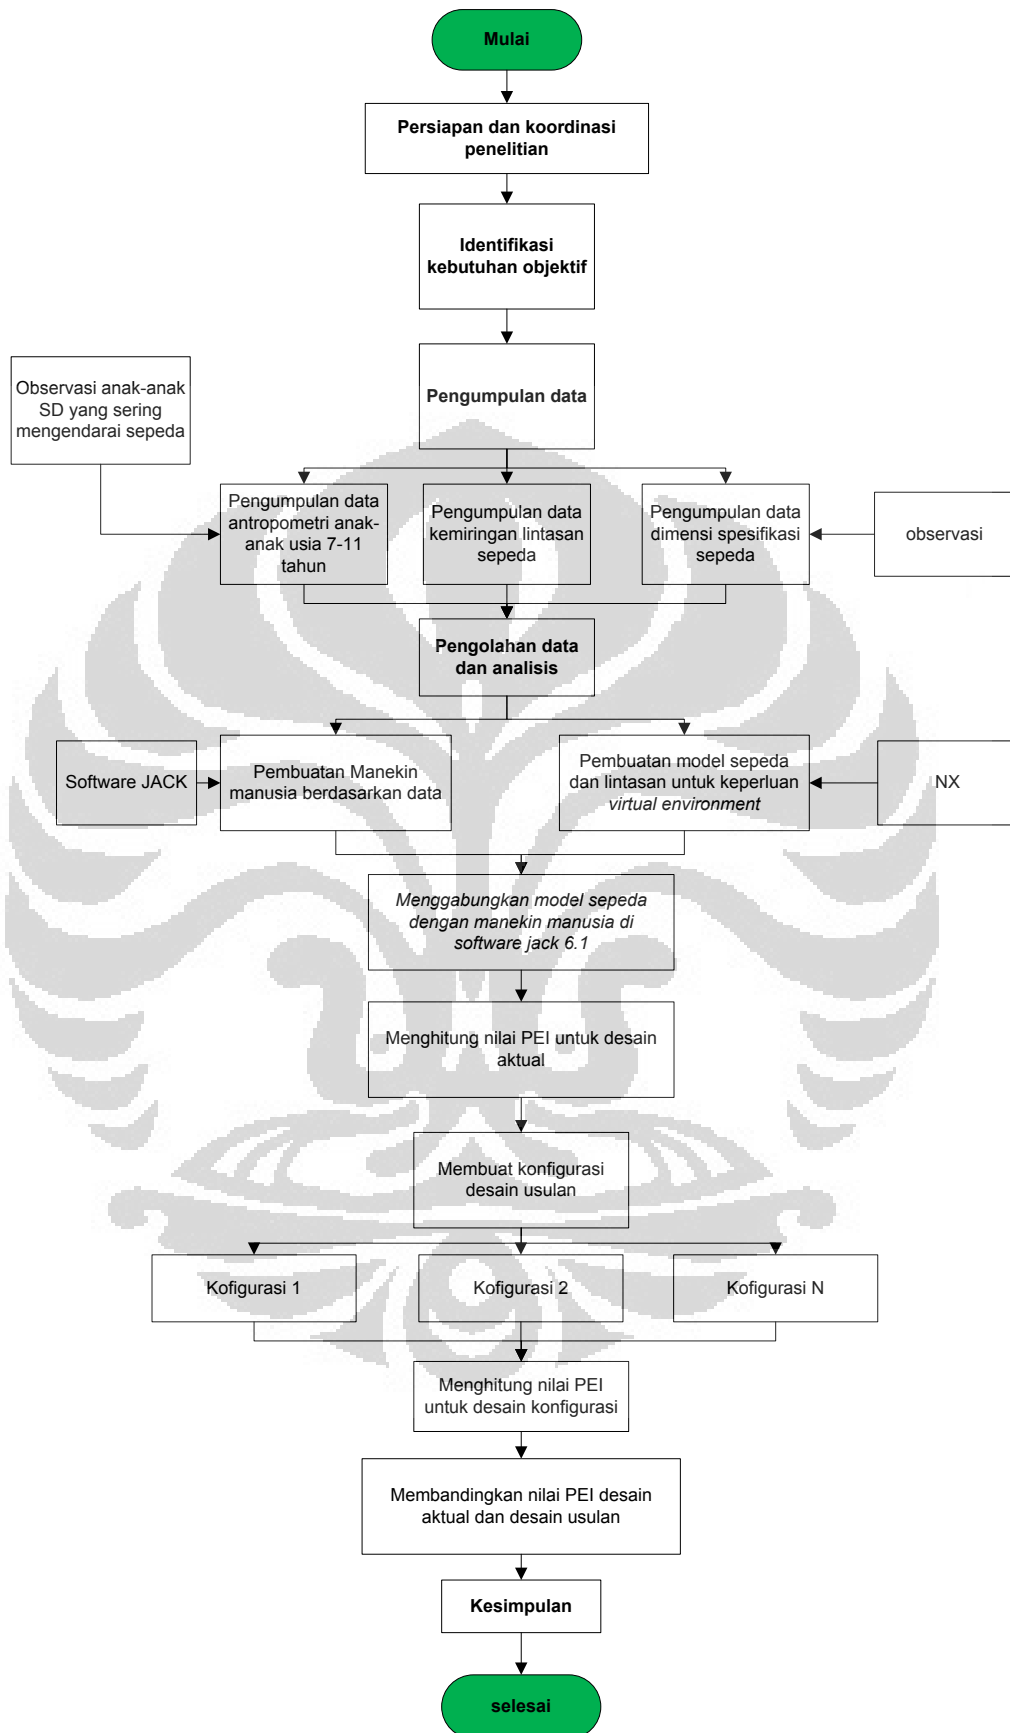 Mulai
Persiapan dan koordinasi
penelitian
Identifikasi
kebutuhan objektif
Pengumpulan data
Observasi anak-anak
SD yang sering
mengendarai sepeda
Pengumpulan data
antropometri anak-
anak usia 7-11
tahun
Pengumpulan data
kemiringan lintasan
sepeda
Pengumpulan data
dimensi spesifikasi
sepeda
observasi
Pengolahan data
dan analisis
Software JACK
Pembuatan Manekin
manusia berdasarkan data
Pembuatan model sepeda
dan lintasan untuk keperluan
virtual environment
NX
Menggabungkan model sepeda
dengan manekin manusia di
software jack 6.1
Menghitung nilai PEI untuk desain
aktual
Membuat konfigurasi
desain usulan
Kofigurasi 1
Kofigurasi 2
Kofigurasi N
Menghitung nilai PEI
untuk desain konfigurasi
Membandingkan nilai PEI desain
aktual dan desain usulan
Kesimpulan
selesai